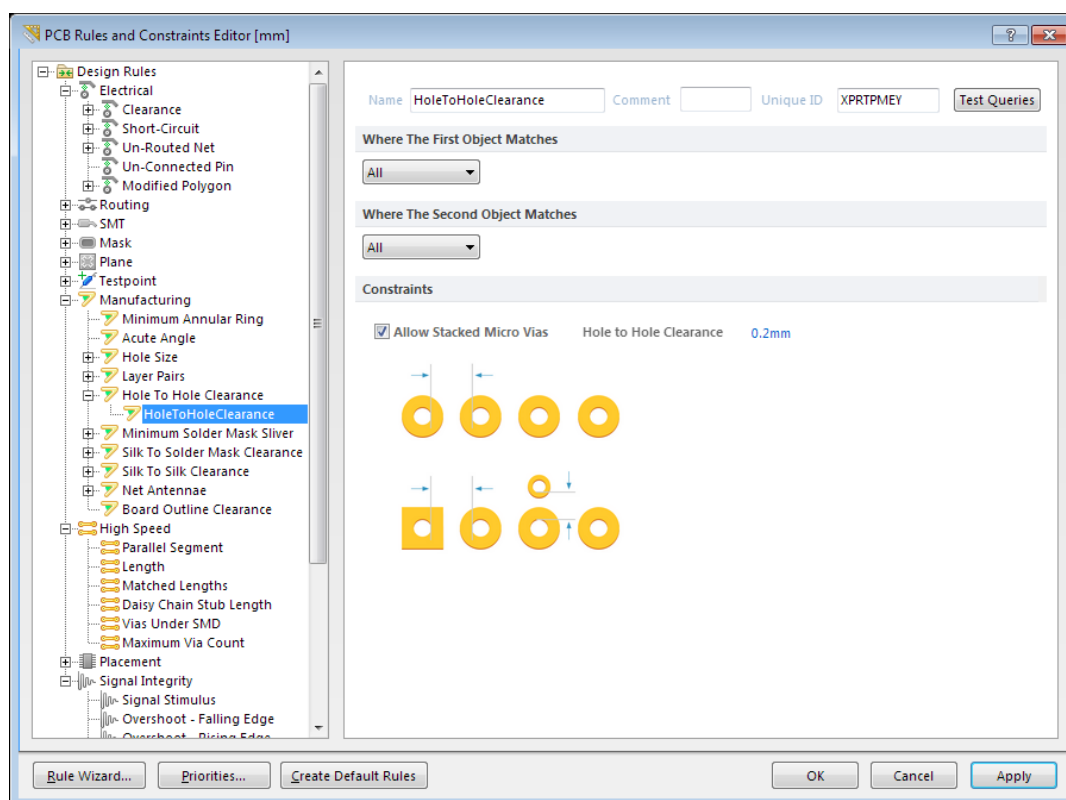 PCB Rules and Constraints Editor [mm]
Design Rules
Electrical
Clearance
Short-Circuit
Un-Routed Net
Un-Connected Pin
Modified Polygon
Routing
SMT
Mask
Plane
Testpoint
Manufacturing
Minimum Annular Ring
Acute Angle
Hole Size
Layer Pairs
Hole To Hole Clearance
HoleToHoleClearance
Minimum Solder Mask Sliver
Silk To Solder Mask Clearance
Silk To Silk Clearance
Net Antennae
Board Outline Clearance
High Speed
Parallel Segment
Length
Matched Lengths
Daisy Chain Stub Length
Vias Under SMD
Maximum Via Count
Placement
Signal Integrity
Signal Stimulus
Overshoot - Falling Edge
Overshoot - Rising Edge
Name HoleToHoleClearance Comment Unique ID XPRTPMEY Test Queries
Where The First Object Matches
All
Where The Second Object Matches
All
Constraints
Allow Stacked Micro Vias Hole to Hole Clearance 0.2mm
Rule Wizard... Priorities... Create Default Rules OK Cancel Apply